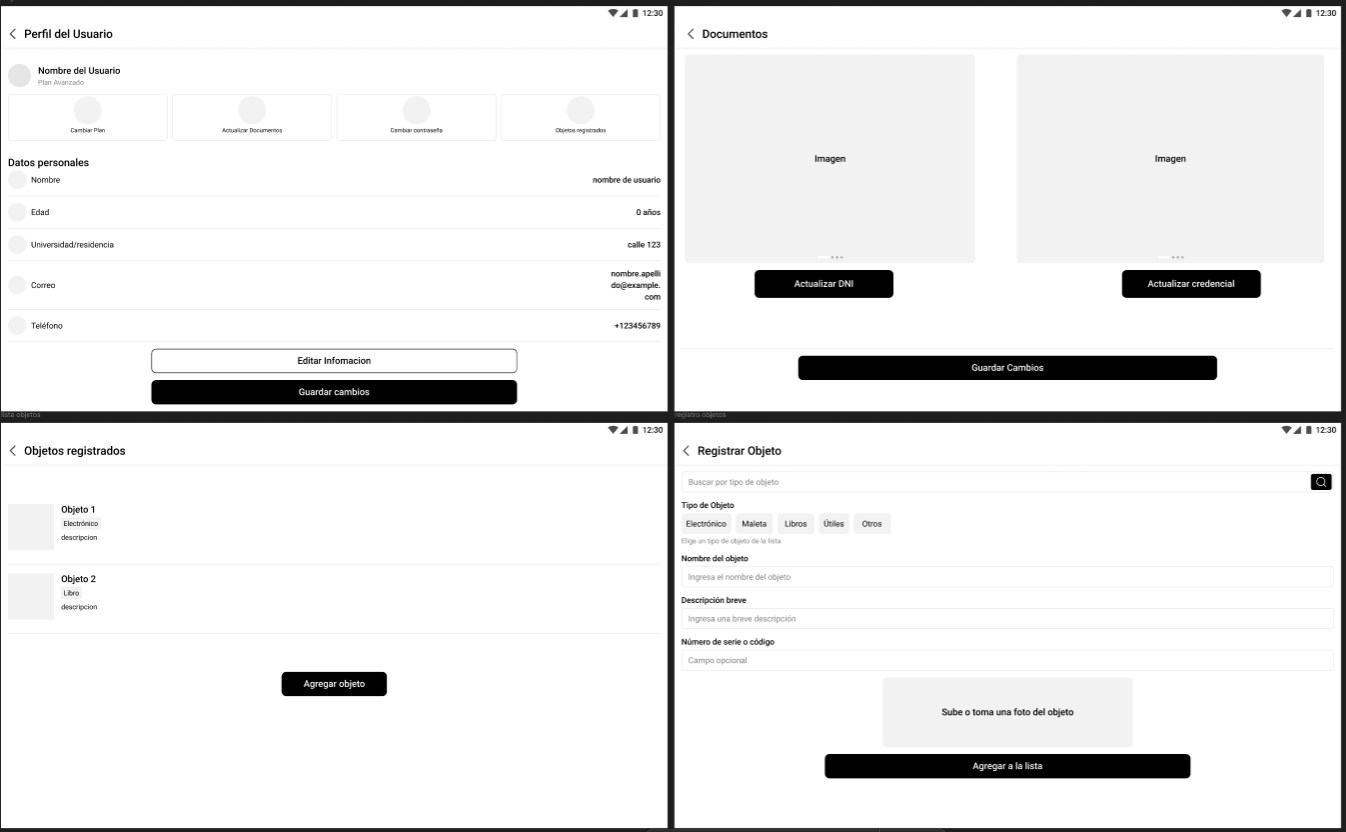 12:30
Perfil del Usuario
Nombre del Usuario
Plan Avanzado
Cambiar Plan
Actualizar Documentos
Cambiar contraseña
Objetos registrados
Datos personales
Nombre
nombre de usuario
Edad
0 años
Universidad/residencia
calle 123
Correo
nombre.apelli
do@example.
com
Teléfono
+123456789
Editar Infomacion
Guardar cambios
12:30
Documentos
Imagen
Imagen
Actualizar DNI
Actualizar credencial
Guardar Cambios
lista objetos
12:30
Objetos registrados
Objeto 1
Electrónico
descripcion
Objeto 2
Libro
descripcion
Agregar objeto
registro objetos
12:30
Registrar Objeto
Buscar por tipo de objeto
Tipo de Objeto
Electrónico
Maleta
Libros
Útiles
Otros
Elige un tipo de objeto de la lista
Nombre del objeto
Ingresa el nombre del objeto
Descripción breve
Ingresa una breve descripción
Número de serie o código
Campo opcional
Sube o toma una foto del objeto
Agregar a la lista